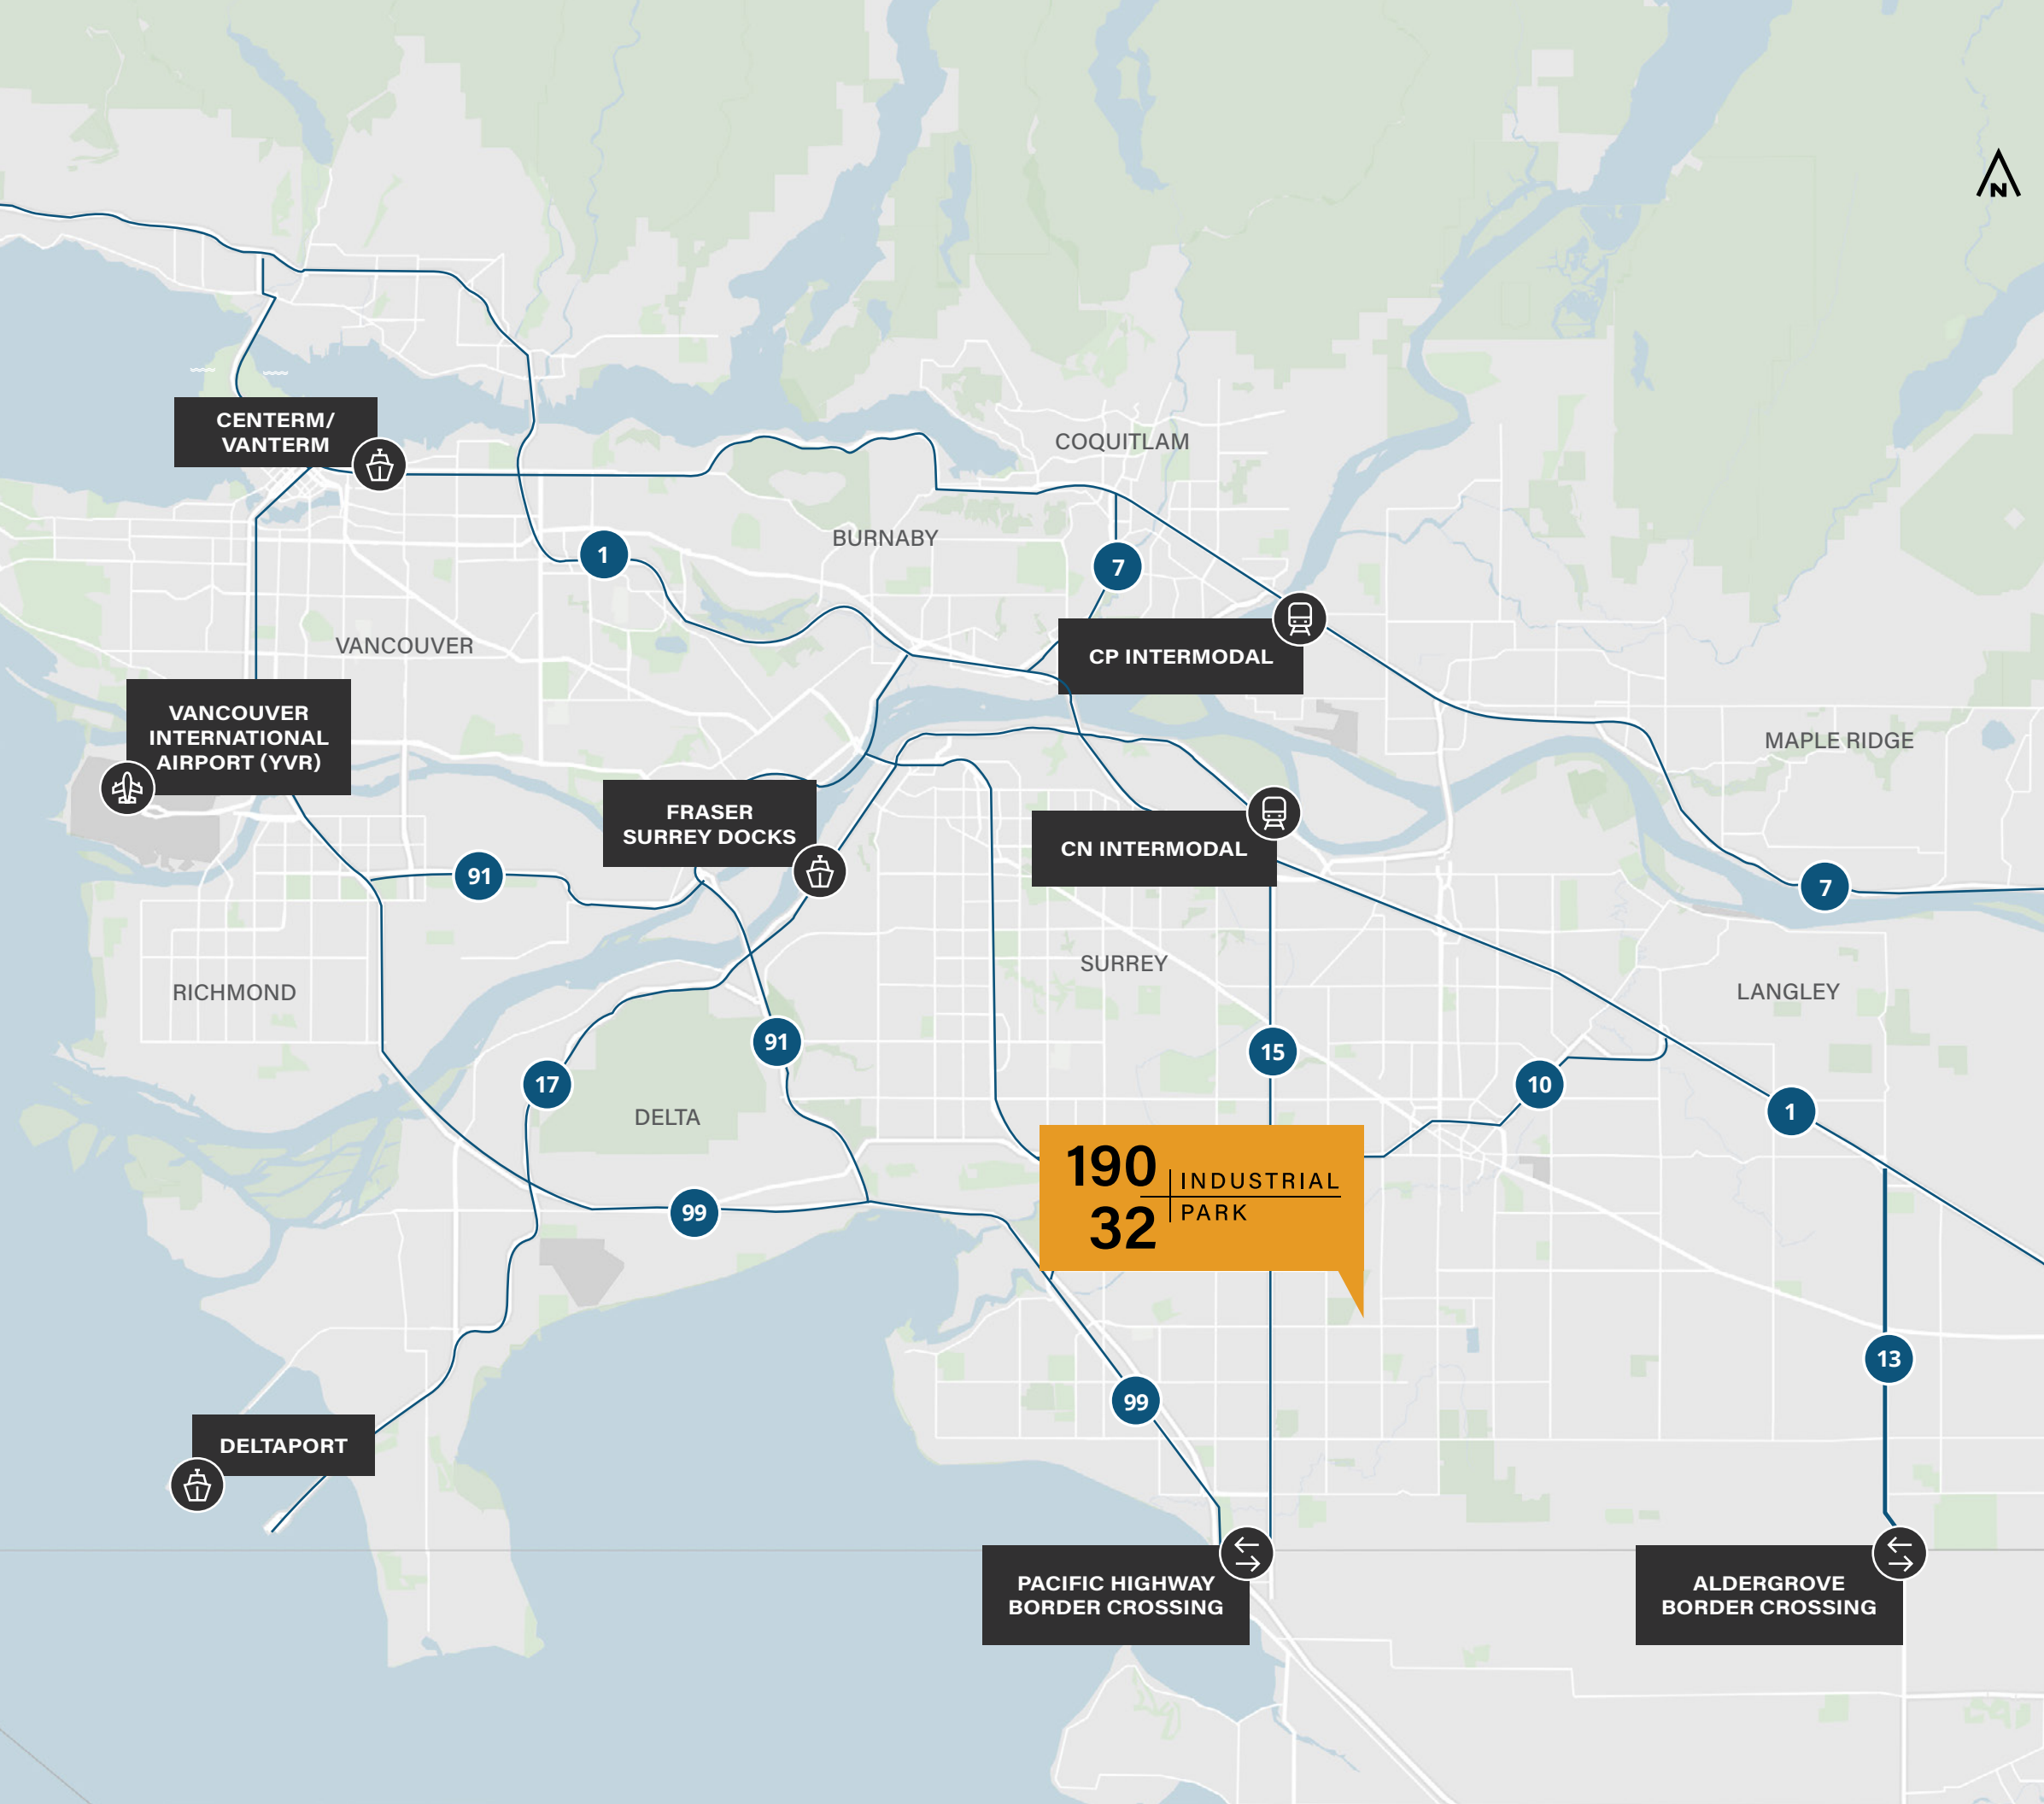 N
CENTERM/
VANTERM
COQUITLAM
BURNABY
1
7
VANCOUVER
CP INTERMODAL
VANCOUVER
INTERNATIONAL
AIRPORT (YVR)
MAPLE RIDGE
FRASER
SURREY DOCKS
CN INTERMODAL
91
7
SURREY
RICHMOND
LANGLEY
91
15
17
10
DELTA
1
190
32
INDUSTRIAL
PARK
99
13
99
DELTAPORT
PACIFIC HIGHWAY
BORDER CROSSING
ALDERGROVE
BORDER CROSSING